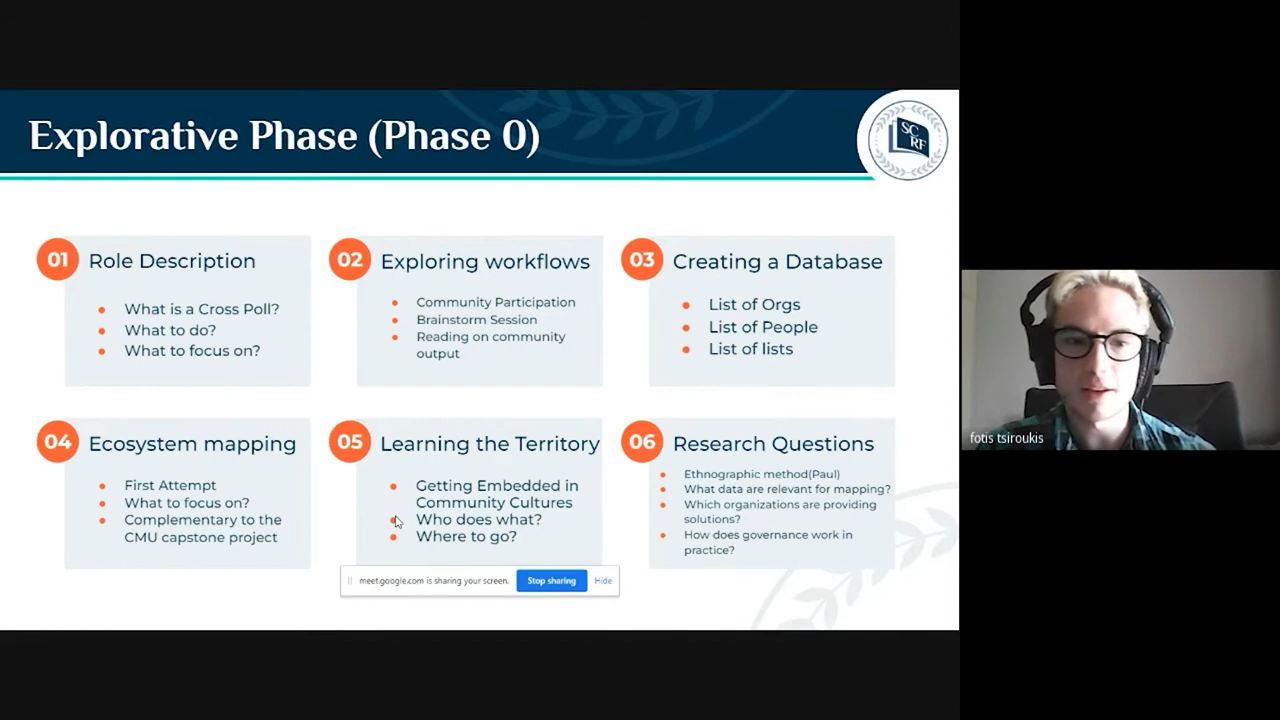 Explorative Phase (Phase 0)
SC
RF
01 Role Description
What is a Cross Poll?
What to do?
What to focus on?
02 Exploring workflows
Community Participation
Brainstorm Session
Reading on community
output
03 Creating a Database
List of Orgs
List of People
List of lists
04 Ecosystem mapping
First Attempt
What to focus on?
Complementary to the
CMU capstone project
05 Learning the Territory
Getting Embedded in
Community Cultures
Who does what?
Where to go?
06 Research Questions
Ethnographic method(Paul)
What data are relevant for mapping?
Which organizations are providing
solutions?
How does governance work in
practice?
meet.google.com is sharing your screen. Stop sharing Hide
fotis tsiroukis